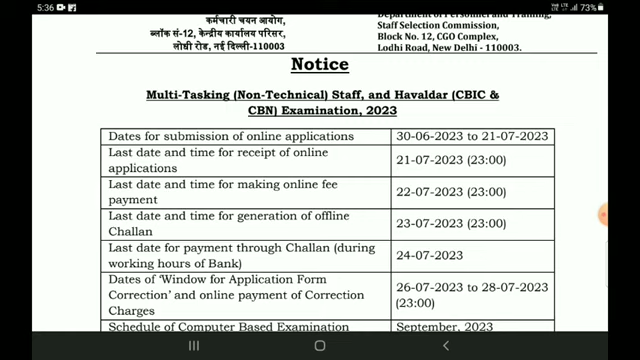 5:36
73%
कर्मचारी चयन आयोग,
Department of Personnel and Training,
ब्लॉक सं-12, केन्द्रीय कार्यालय परिसर,
Staff Selection Commission,
लोधी रोड, नई दिल्ली-110003
Block No. 12, CGO Complex,
Lodhi Road, New Delhi - 110003.
Notice
Multi-Tasking (Non-Technical) Staff, and Havaldar (CBIC &
CBN) Examination, 2023
Dates for submission of online applications 30-06-2023 to 21-07-2023
Last date and time for receipt of online
applications 21-07-2023 (23:00)
Last date and time for making online fee
payment 22-07-2023 (23:00)
Last date and time for generation of offline
Challan 23-07-2023 (23:00)
Last date for payment through Challan (during
working hours of Bank) 24-07-2023
Dates of ‘Window for Application Form
Correction’ and online payment of Correction
Charges 26-07-2023 to 28-07-2023
(23:00)
Schedule of Computer Based Examination September, 2023